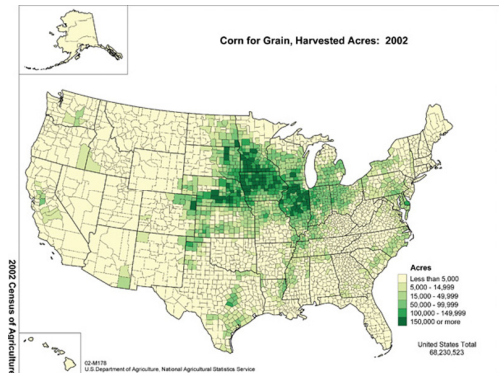 Corn for Grain, Harvested Acres: 2002
2002 Census of Agriculture
Acres
Less than 5,000
5,000 - 14,999
15,000 - 49,999
50,000 - 99,999
100,000 - 149,999
150,000 or more
United States Total
68,230,523
02-M178
U.S. Department of Agriculture, National Agricultural Statistics Service